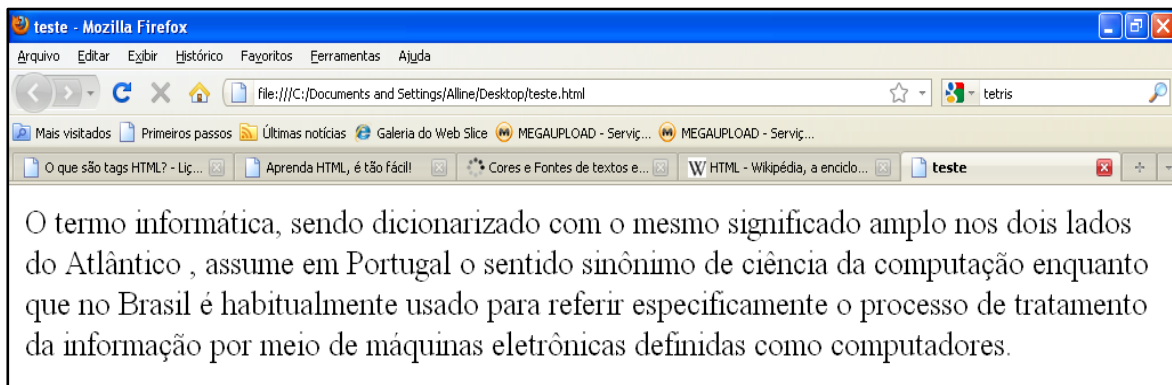 teste - Mozilla Firefox
Arquivo Editar Exibir Histórico Favoritos Ferramentas Ajuda
file:///C:/Documents and Settings/Alline/Desktop/teste.html tetris
Mais visitados Primeiros passos Últimas notícias Galeria do Web Slice MEGAUPLOAD - Serviç... MEGAUPLOAD - Serviç...
O que são tags HTML? - Liç... Aprenda HTML, é tão fácil! Cores e Fontes de textos e... W HTML - Wikipédia, a enciclo... teste
O termo informática, sendo dicionarizado com o mesmo significado amplo nos dois lados
do Atlântico , assume em Portugal o sentido sinônimo de ciência da computação enquanto
que no Brasil é habitualmente usado para referir especificamente o processo de tratamento
da informação por meio de máquinas eletrônicas definidas como computadores.